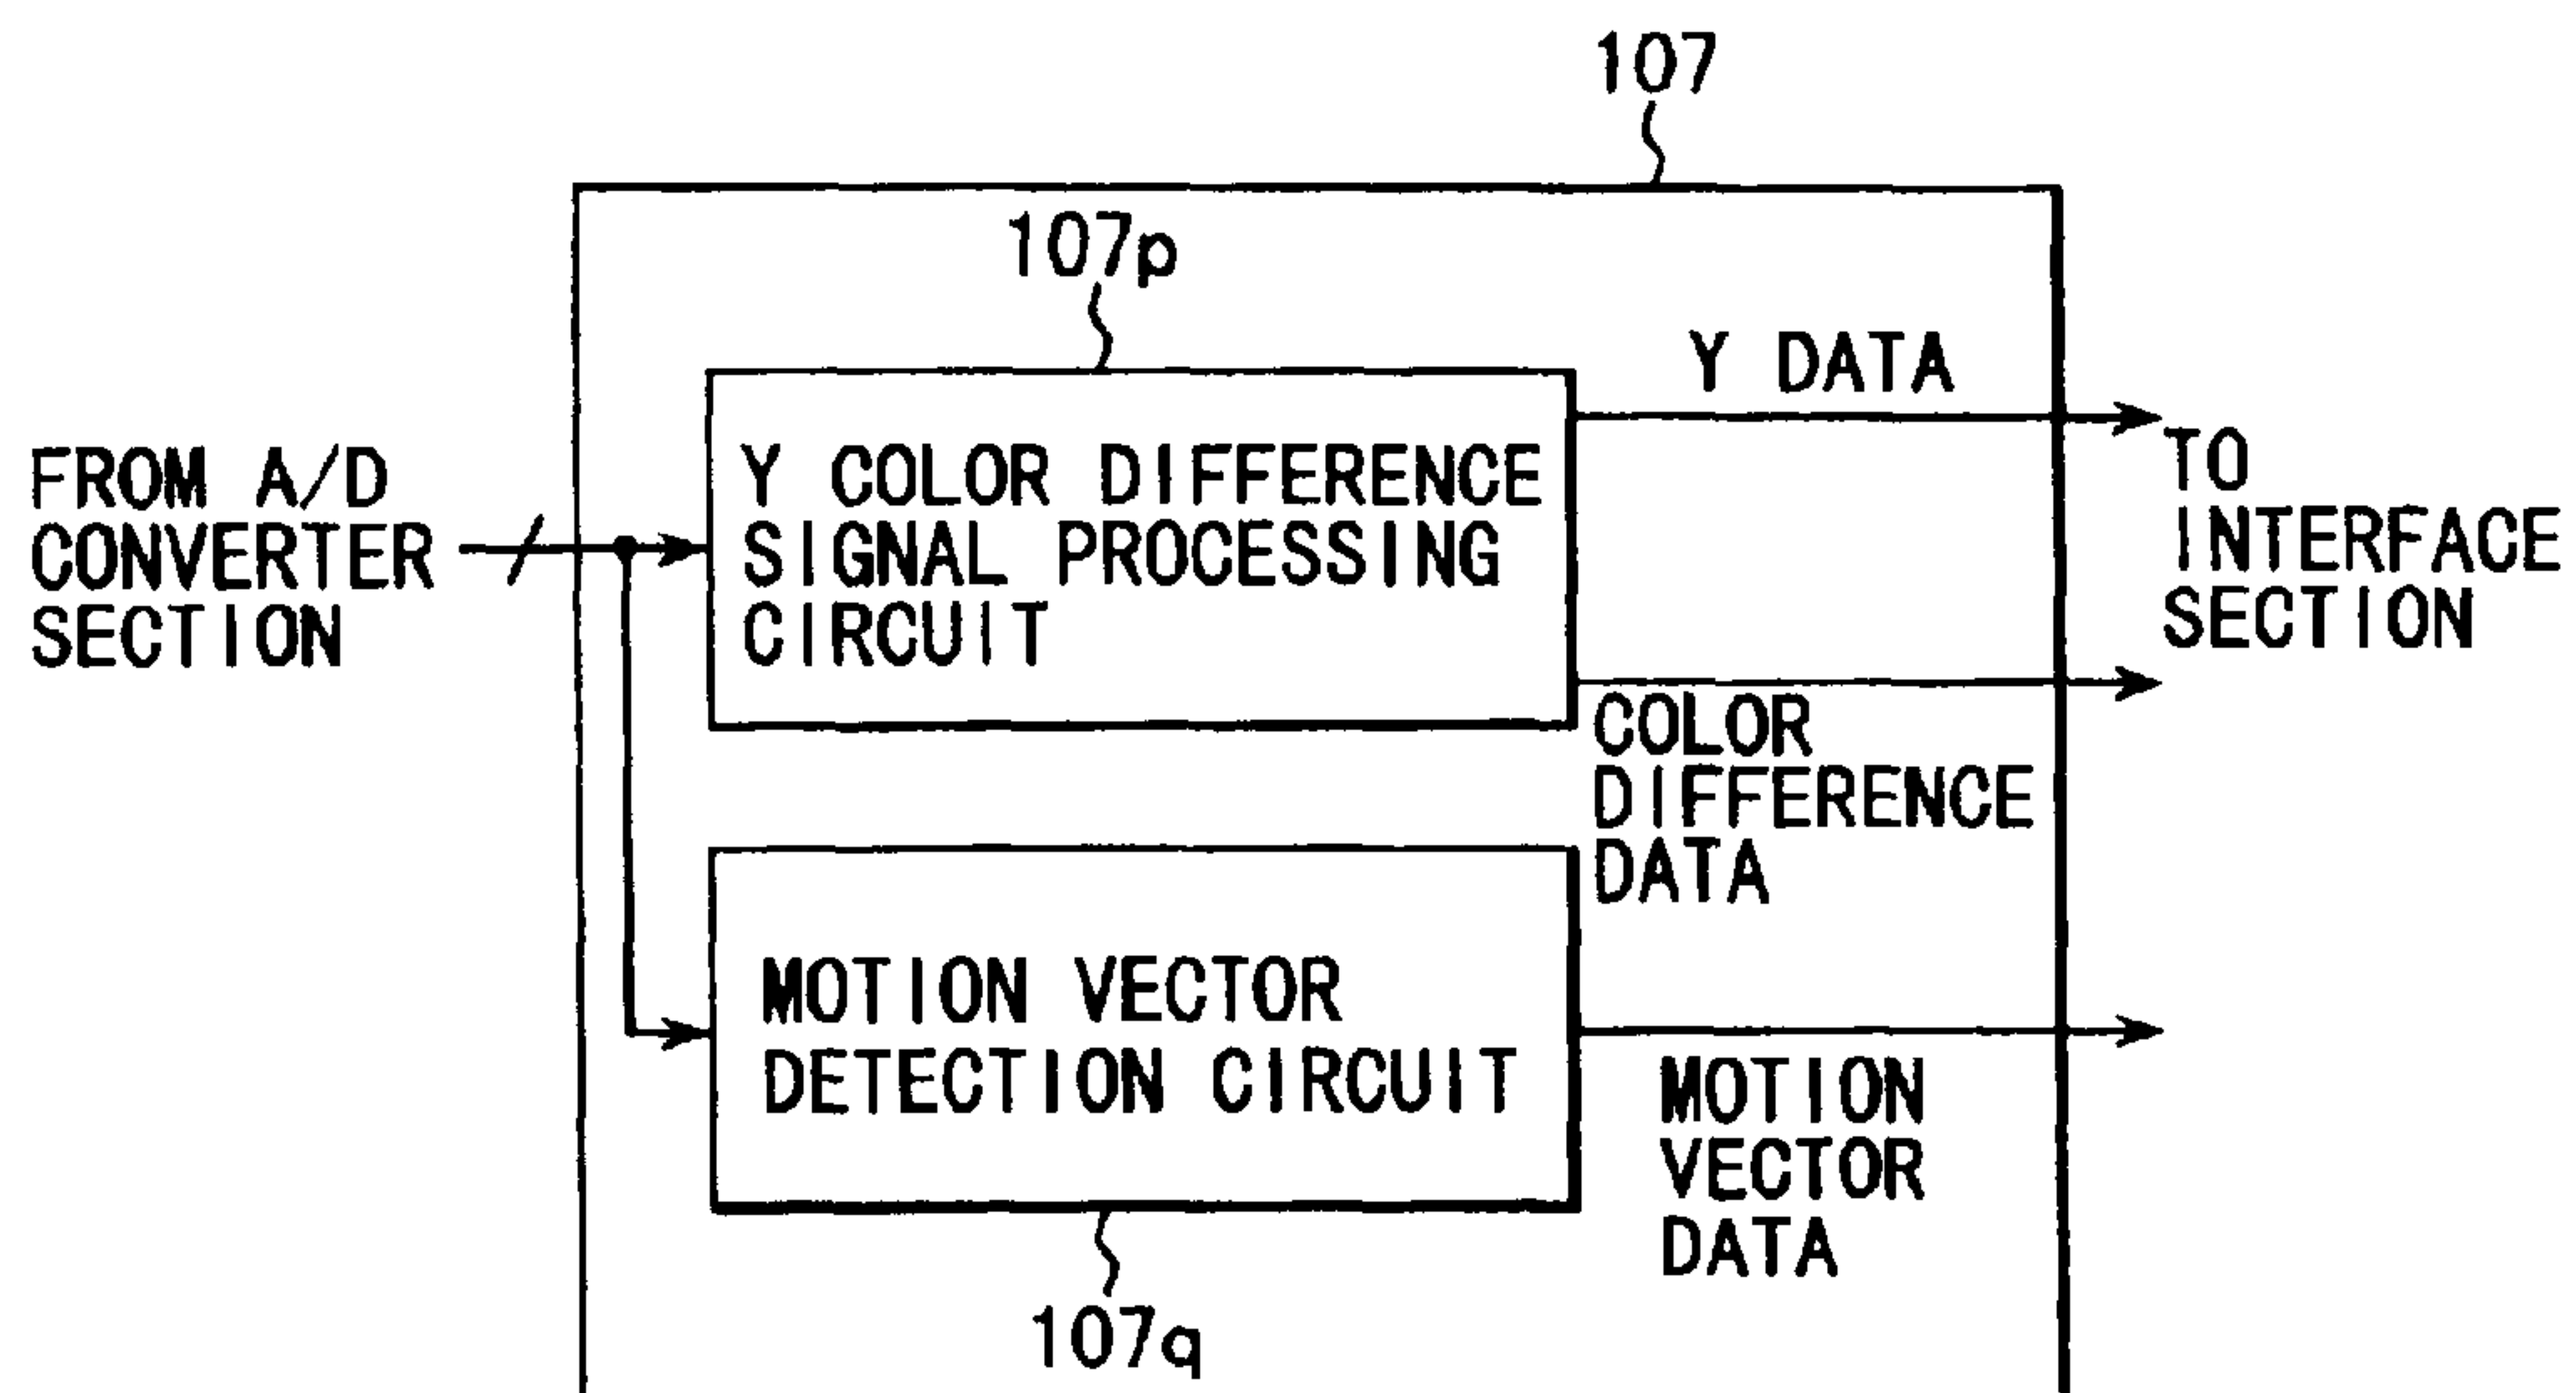 107
107p
Y DATA
FROM A/D
CONVERTER
SECTION
Y COLOR DIFFERENCE
SIGNAL PROCESSING
CIRCUIT
TO
INTERFACE
SECTION
COLOR
DIFFERENCE
DATA
MOTION VECTOR
DETECTION CIRCUIT
MOTION
VECTOR
DATA
107q